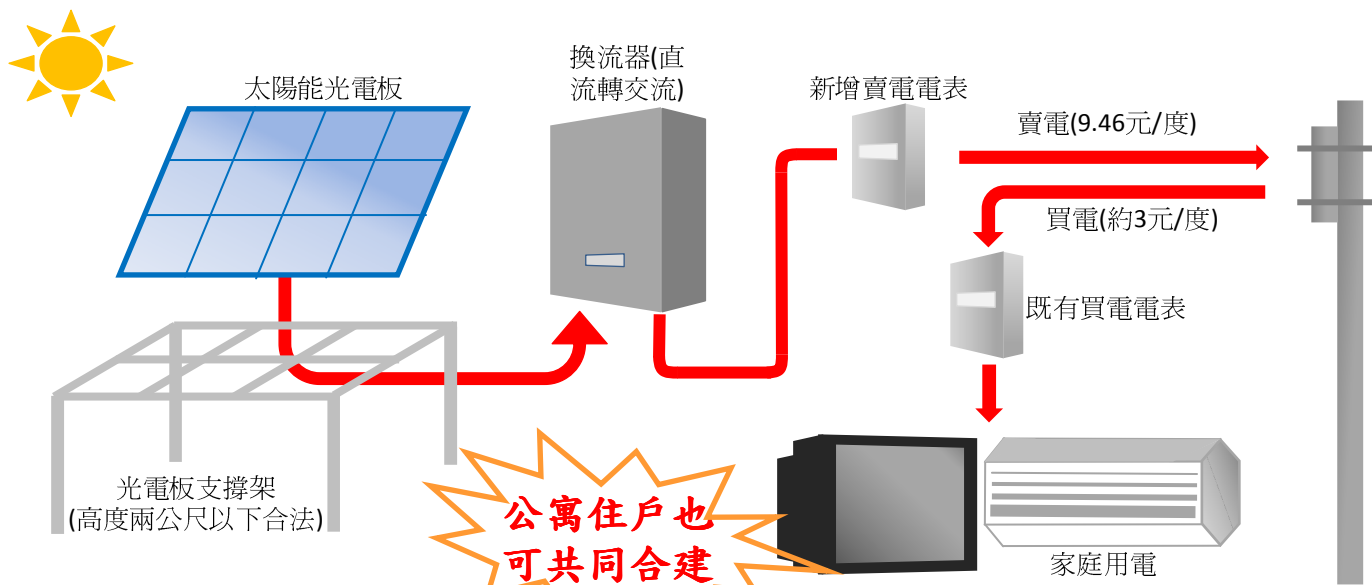 太陽能光電板
換流器(直
流轉交流)
新增賣電電表
賣電(9.46元/度)
買電(約3元/度)
既有買電電表
光電板支撐架
(高度兩公尺以下合法)
公寓住戶也
可共同合建
家庭用電